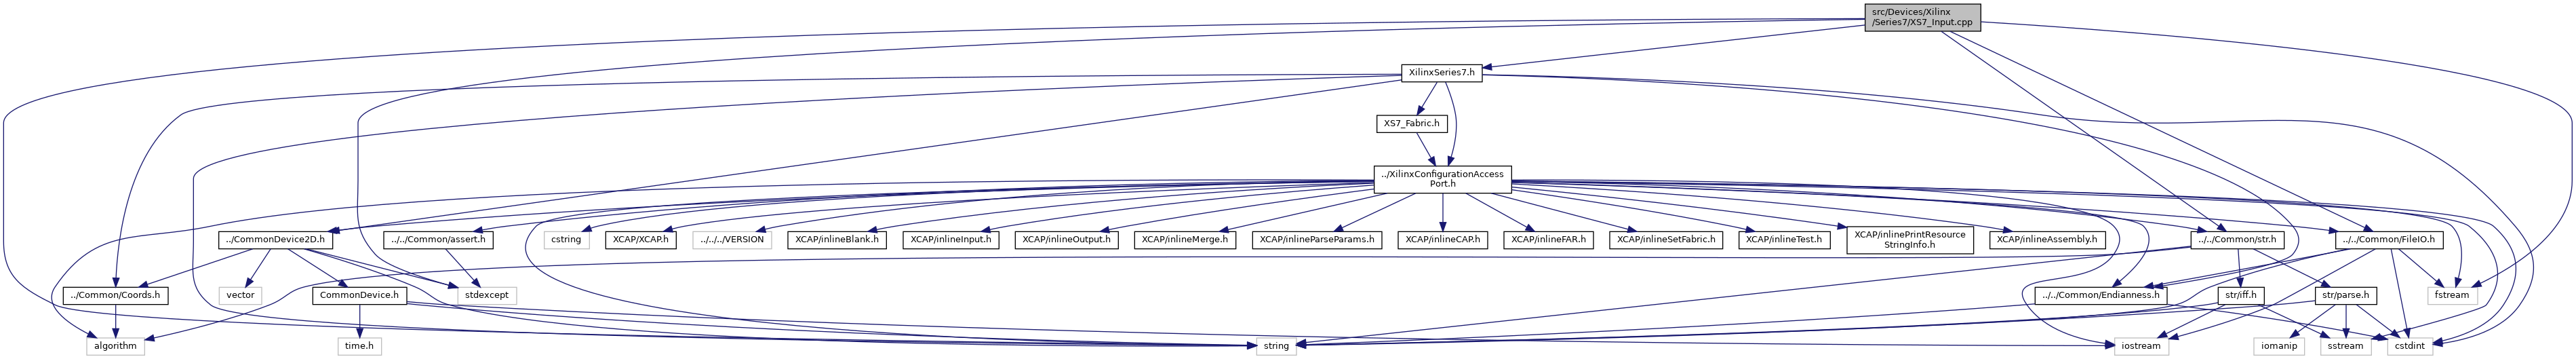 src/Devices/Xilinx
/Series7/XS7_Input.cpp
XilinxSeries7.h
XS7_Fabric.h
../XilinxConfigurationAccess
Port.h
../CommonDevice2D.h
../../Common/assert.h
cstring
XCAP/XCAP.h
../../../VERSION
XCAP/inlineBlank.h
XCAP/inlineInput.h
XCAP/inlineOutput.h
XCAP/inlineMerge.h
XCAP/inlineParseParams.h
XCAP/inlineCAP.h
XCAP/inlineFAR.h
XCAP/inlineSetFabric.h
XCAP/inlineTest.h
XCAP/inlinePrintResource
StringInfo.h
XCAP/inlineAssembly.h
../../Common/str.h
../../Common/FileIO.h
../Common/Coords.h
vector
CommonDevice.h
stdexcept
../../Common/Endianness.h
str/iff.h
str/parse.h
fstream
algorithm
time.h
string
iostream
iomanip
sstream
cstdint